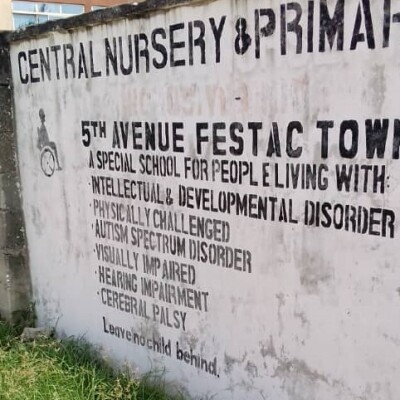 CENTRAL NURSERY & PRIMAR
5TH AVENUE FESTAC TOWN
A SPECIAL SCHOOL FOR PEOPLE LIVING WITH:
· INTELLECTUAL & DEVELOPMENTAL DISORDER
· PHYSICALLY CHALLENGED
· AUTISM SPECTRUM DISORDER
· VISUALLY IMPAIRED
· HEARING IMPAIRMENT
· CEREBRAL PALSY
Leave no child behind.